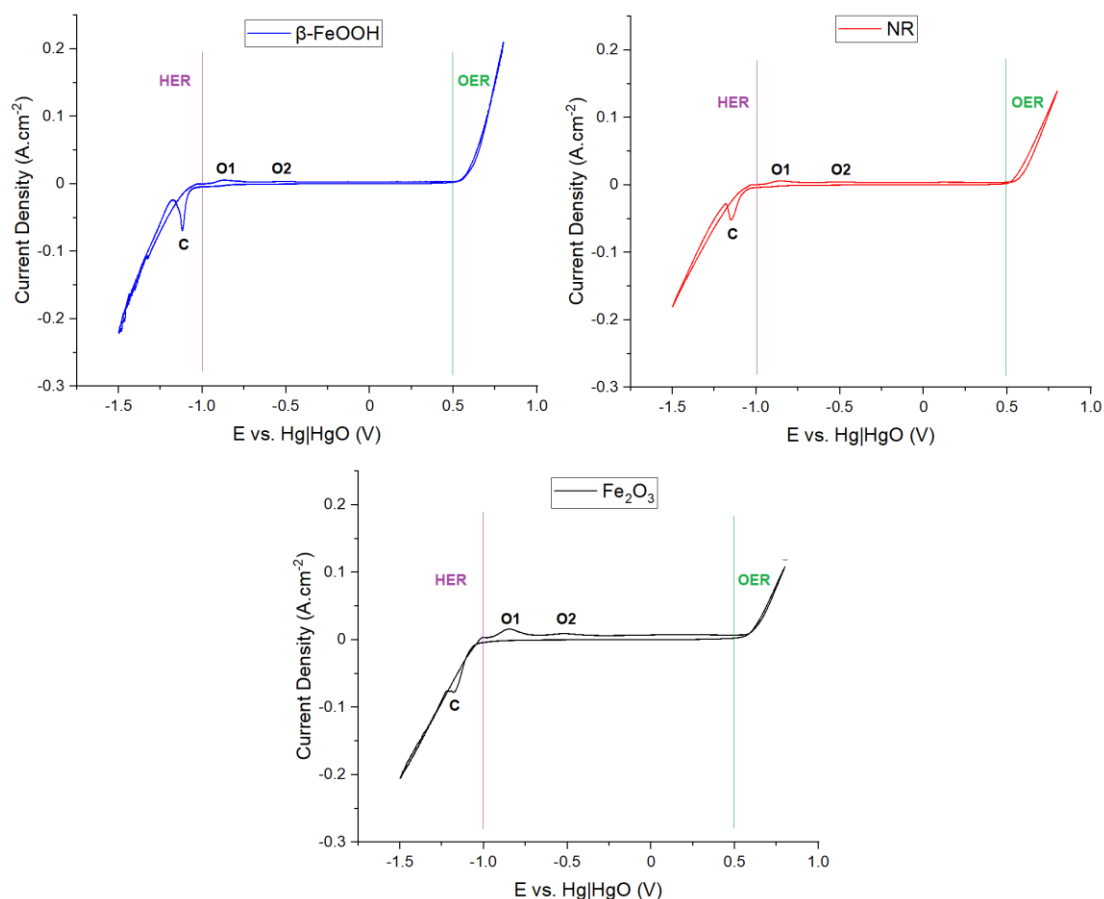 β-FeOOH
0.2
0.1
0
-0.1
-0.2
-0.3
Current Density (A.cm⁻²)
HER
OER
O1
O2
C
-1.5
-1.0
-0.5
0
0.5
1.0
E vs. Hg|HgO (V)
NR
0.2
0.1
0
-0.1
-0.2
-0.3
Current Density (A.cm⁻²)
HER
OER
O1
O2
C
-1.5
-1.0
-0.5
0
0.5
1.0
E vs. Hg|HgO (V)
Fe₂O₃
0.2
0.1
0
-0.1
-0.2
-0.3
Current Density (A.cm⁻²)
HER
OER
O1
O2
C
-1.5
-1.0
-0.5
0
0.5
1.0
E vs. Hg|HgO (V)